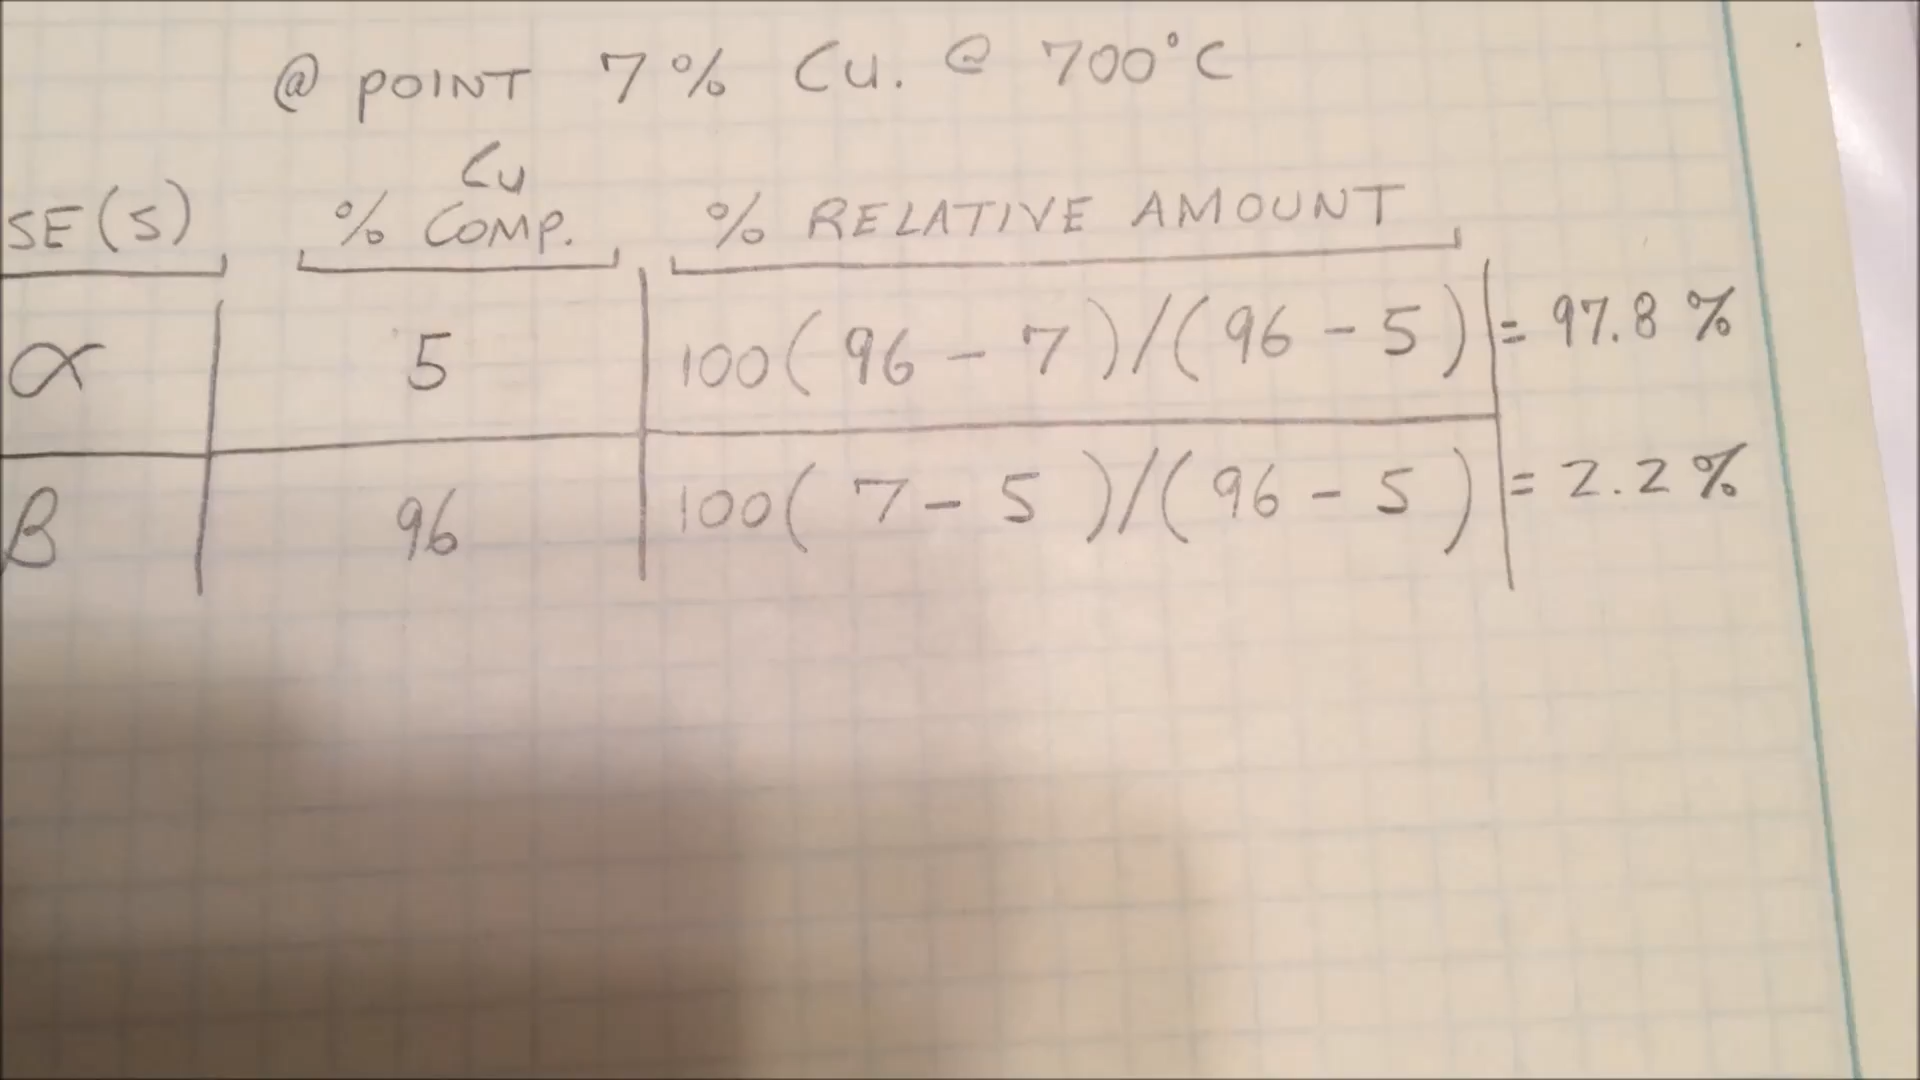 @ POINT 7% Cu. @ 700°C
Cu
SE(S) % COMP. % RELATIVE AMOUNT
α 5 100( 96 - 7 )/( 96 - 5 ) = 97.8 %
β 96 100( 7 - 5 )/( 96 - 5 ) = 2.2 %